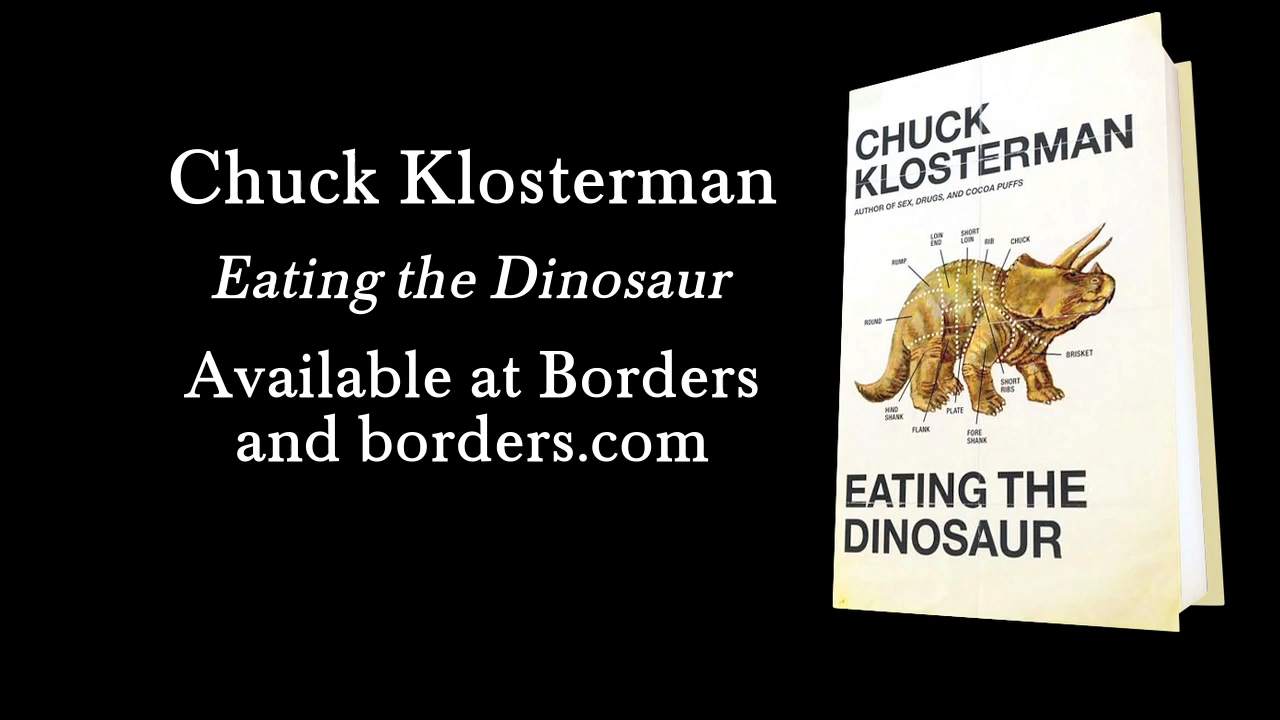 Chuck Klosterman
Eating the Dinosaur
Available at Borders
and borders.com
CHUCK
KLOSTERMAN
AUTHOR OF SEX, DRUGS, AND COCOA PUFFS
LOIN
END
SHORT
LOIN
RIB
CHUCK
RUMP
ROUND
BRISKET
SHORT
RIBS
HIND
SHANK
PLATE
FLANK
FORE
SHANK
EATING THE
DINOSAUR